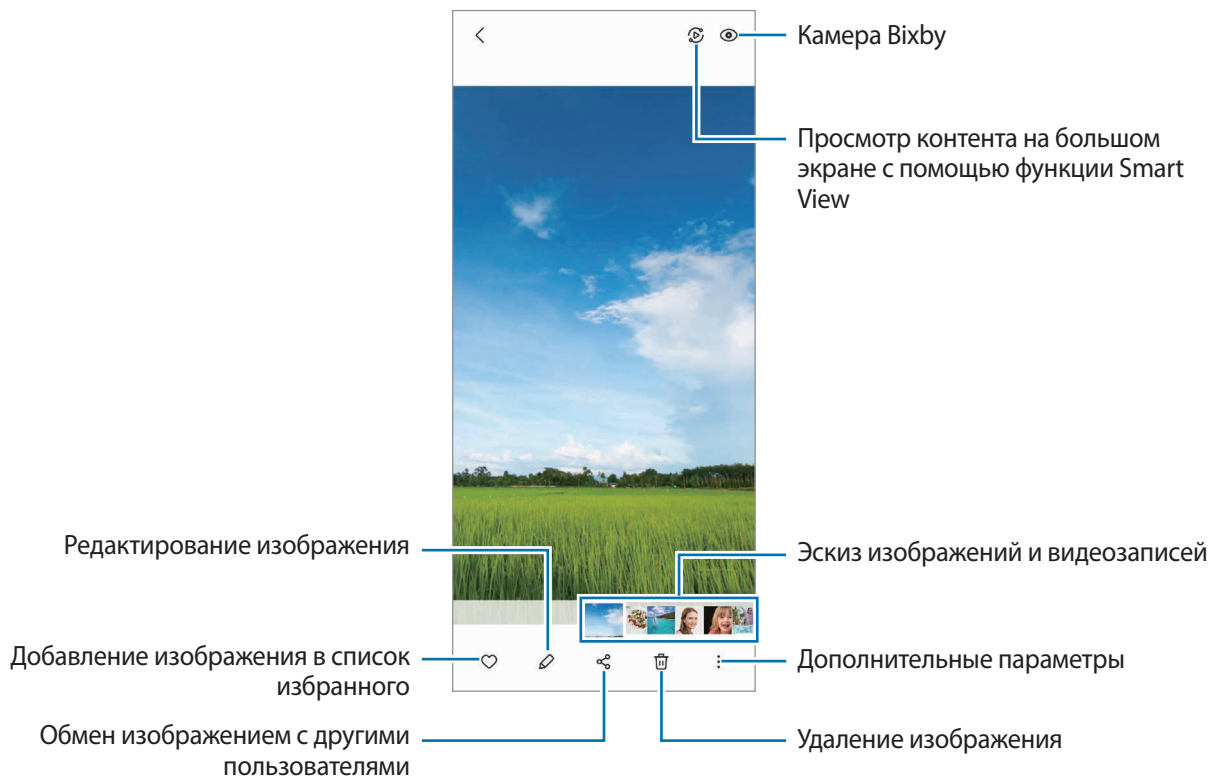 Камера Bixby
Просмотр контента на большом
экране с помощью функции Smart
View
Редактирование изображения
Эскиз изображений и видеозаписей
Добавление изображения в список
избранного
Дополнительные параметры
Обмен изображением с другими
пользователями
Удаление изображения